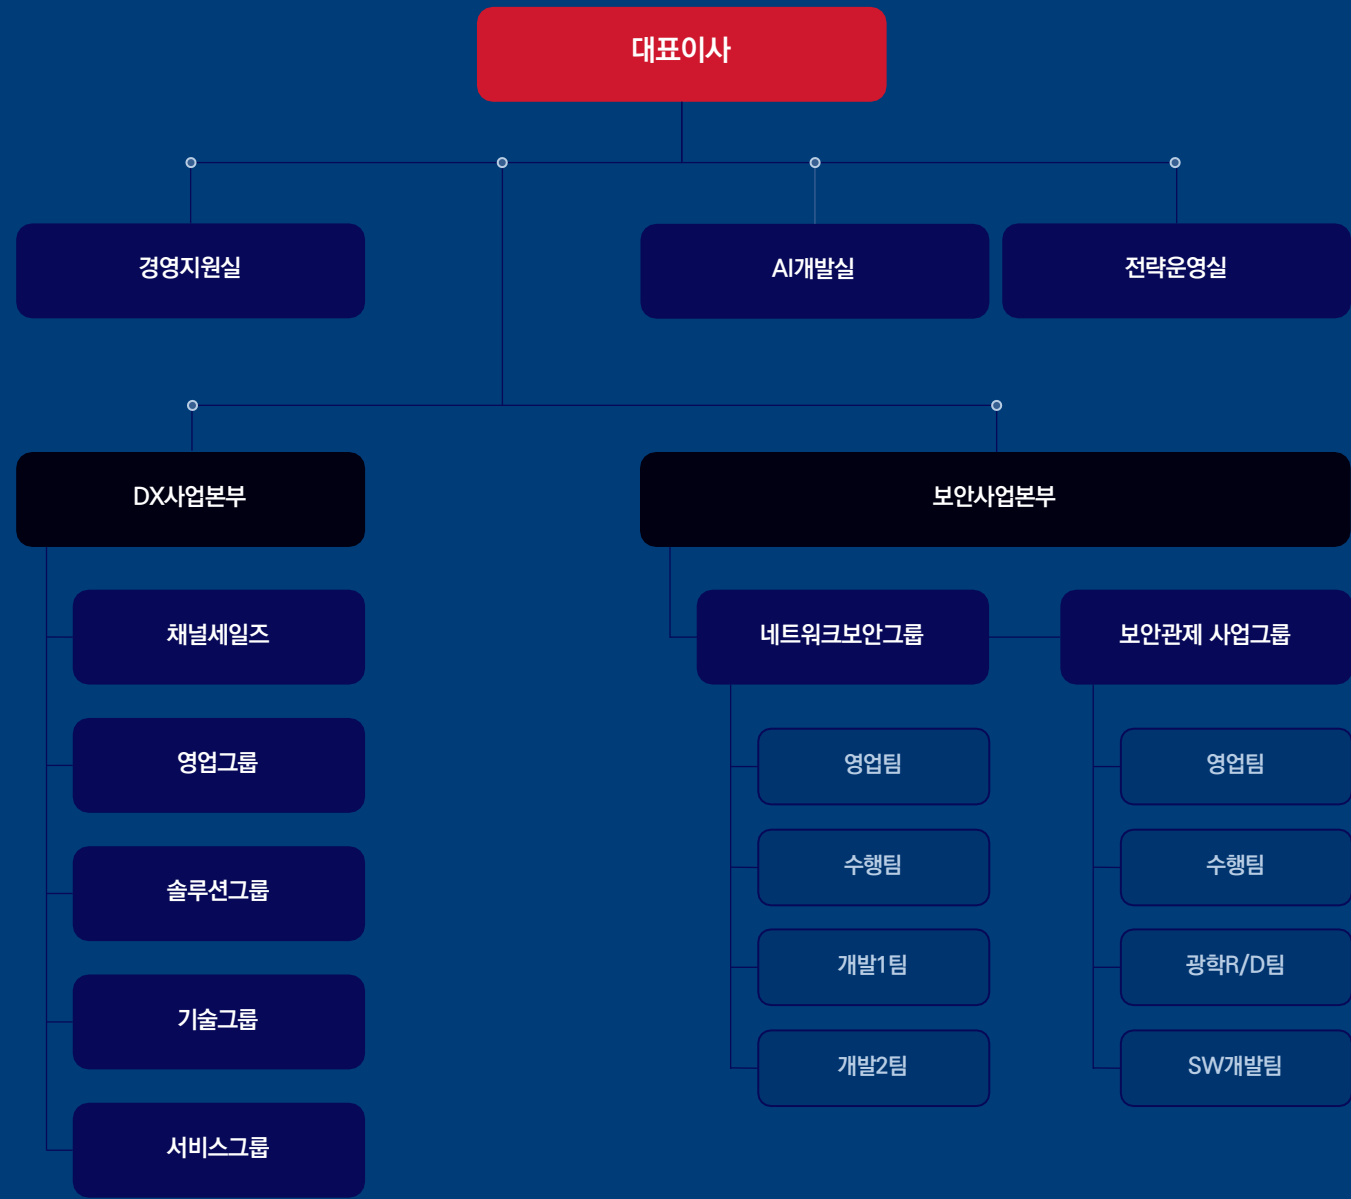 대표이사
경영지원실
AI개발실
전략운영실
DX사업본부
보안사업본부
채널세일즈
영업그룹
솔루션그룹
기술그룹
서비스그룹
네트워크보안그룹
영업팀
수행팀
개발1팀
개발2팀
보안관제 사업그룹
영업팀
수행팀
광학R/D팀
SW개발팀